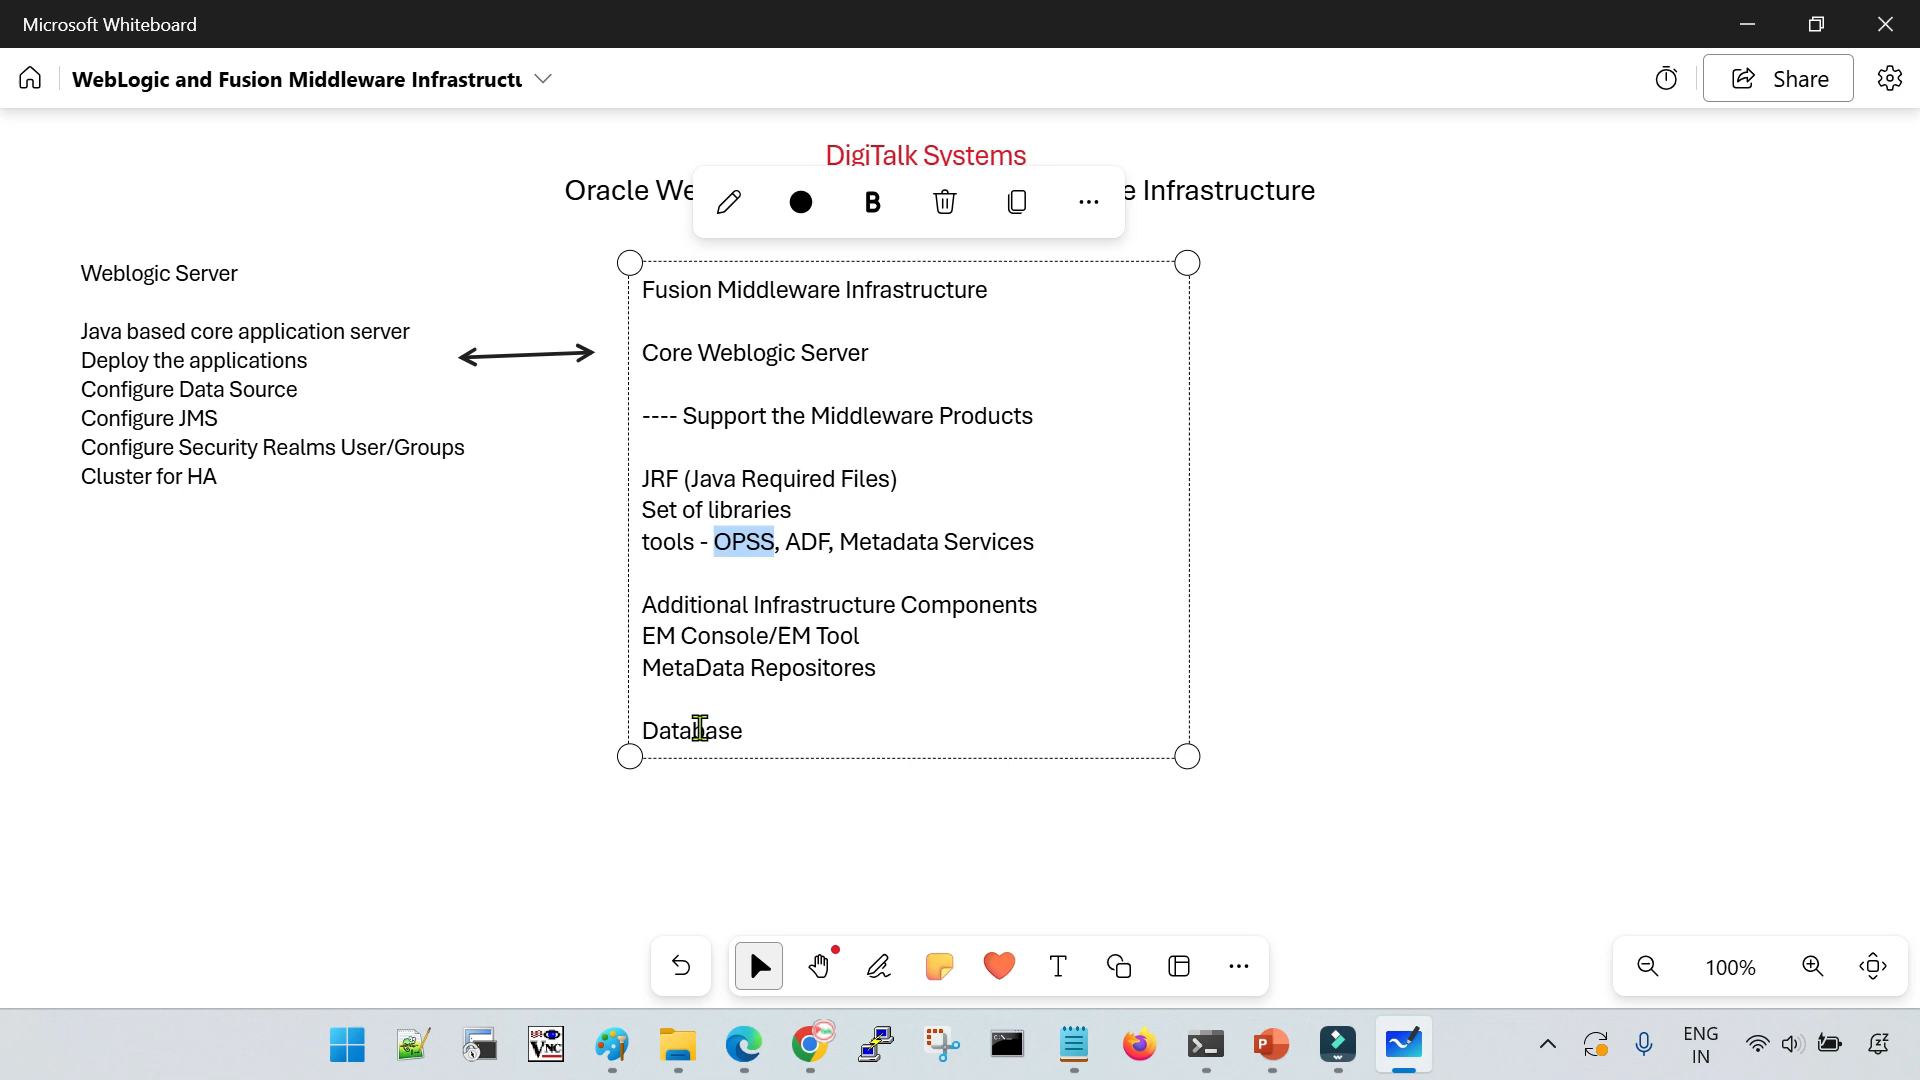 Microsoft Whiteboard
WebLogic and Fusion Middleware Infrastructu
Share
DigiTalk Systems
Oracle We
e Infrastructure
B
Weblogic Server
Java based core application server
Deploy the applications
Configure Data Source
Configure JMS
Configure Security Realms User/Groups
Cluster for HA
Fusion Middleware Infrastructure
Core Weblogic Server
---- Support the Middleware Products
JRF (Java Required Files)
Set of libraries
tools - OPSS, ADF, Metadata Services
Additional Infrastructure Components
EM Console/EM Tool
MetaData Repositores
Database
T
100%
ENG
IN